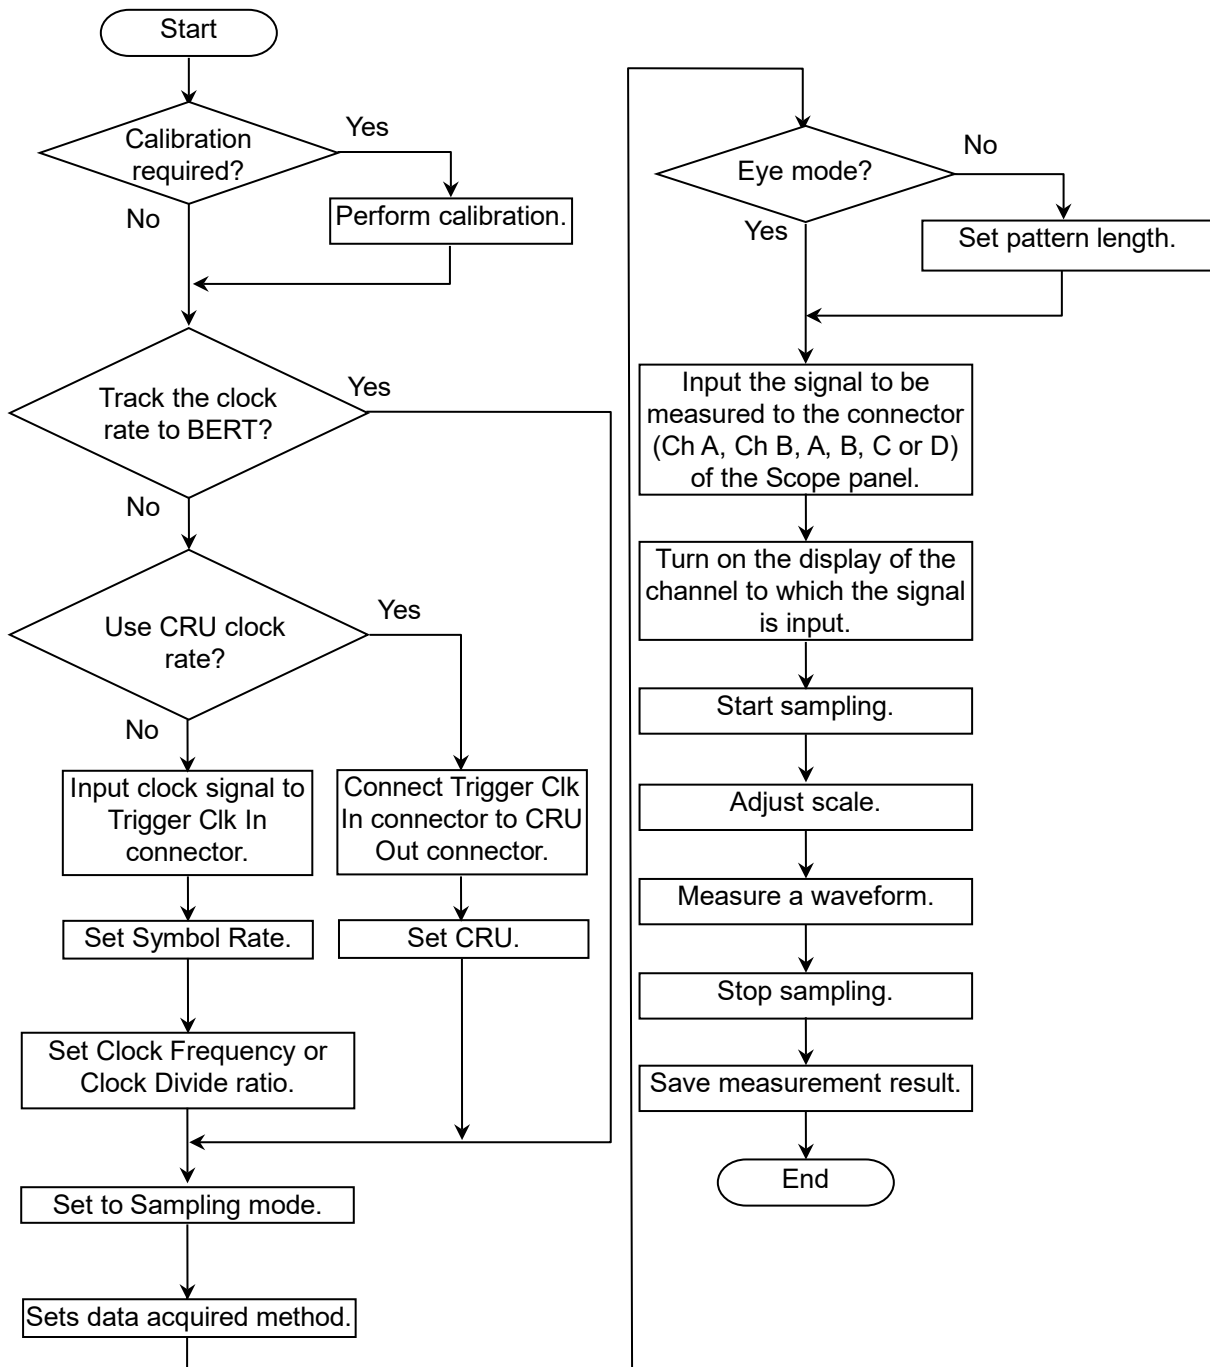 Start
Calibration
required?
Yes
No
Perform calibration.
Track the clock
rate to BERT?
Yes
No
Use CRU clock
rate?
Yes
No
Input clock signal to
Trigger Clk In
connector.
Connect Trigger Clk
In connector to CRU
Out connector.
Set Symbol Rate.
Set CRU.
Set Clock Frequency or
Clock Divide ratio.
Set to Sampling mode.
Sets data acquired method.
Eye mode?
No
Yes
Set pattern length.
Input the signal to be
measured to the connector
(Ch A, Ch B, A, B, C or D)
of the Scope panel.
Turn on the display of the
channel to which the signal
is input.
Start sampling.
Adjust scale.
Measure a waveform.
Stop sampling.
Save measurement result.
End